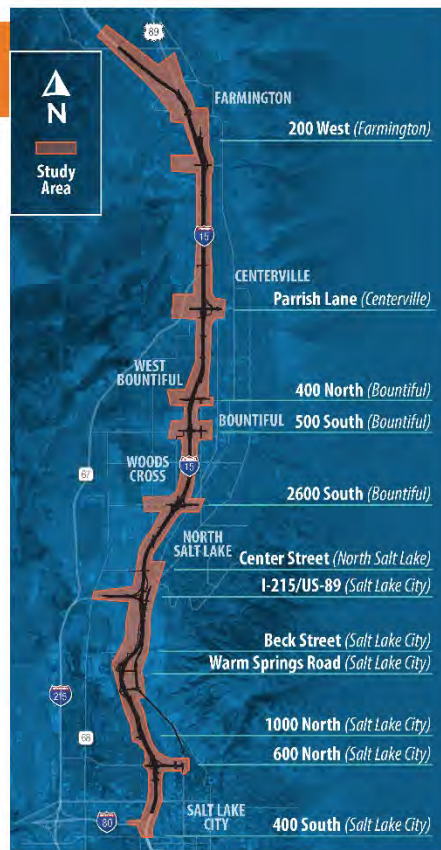 89
N
Study
Area
FARMINGTON
200 West (Farmington)
15
CENTERVILLE
Parrish Lane (Centerville)
WEST
BOUNTIFUL
400 North (Bountiful)
BOUNTIFUL
500 South (Bountiful)
WOODS
CROSS
15
67
2600 South (Bountiful)
NORTH
SALT LAKE
Center Street (North Salt Lake)
I-215/US-89 (Salt Lake City)
Beck Street (Salt Lake City)
Warm Springs Road (Salt Lake City)
215
68
1000 North (Salt Lake City)
600 North (Salt Lake City)
SALT LAKE
CITY
80
400 South (Salt Lake City)